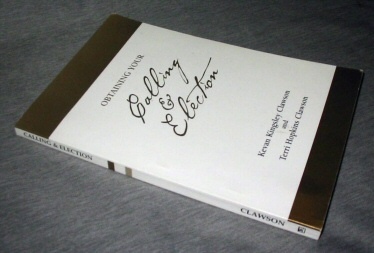 OBTAINING YOUR
Calling
&
Election
Kevan Kingsley Clawson
and
Terri Hopkins Clawson
CALLING & ELECTION
CLAWSON